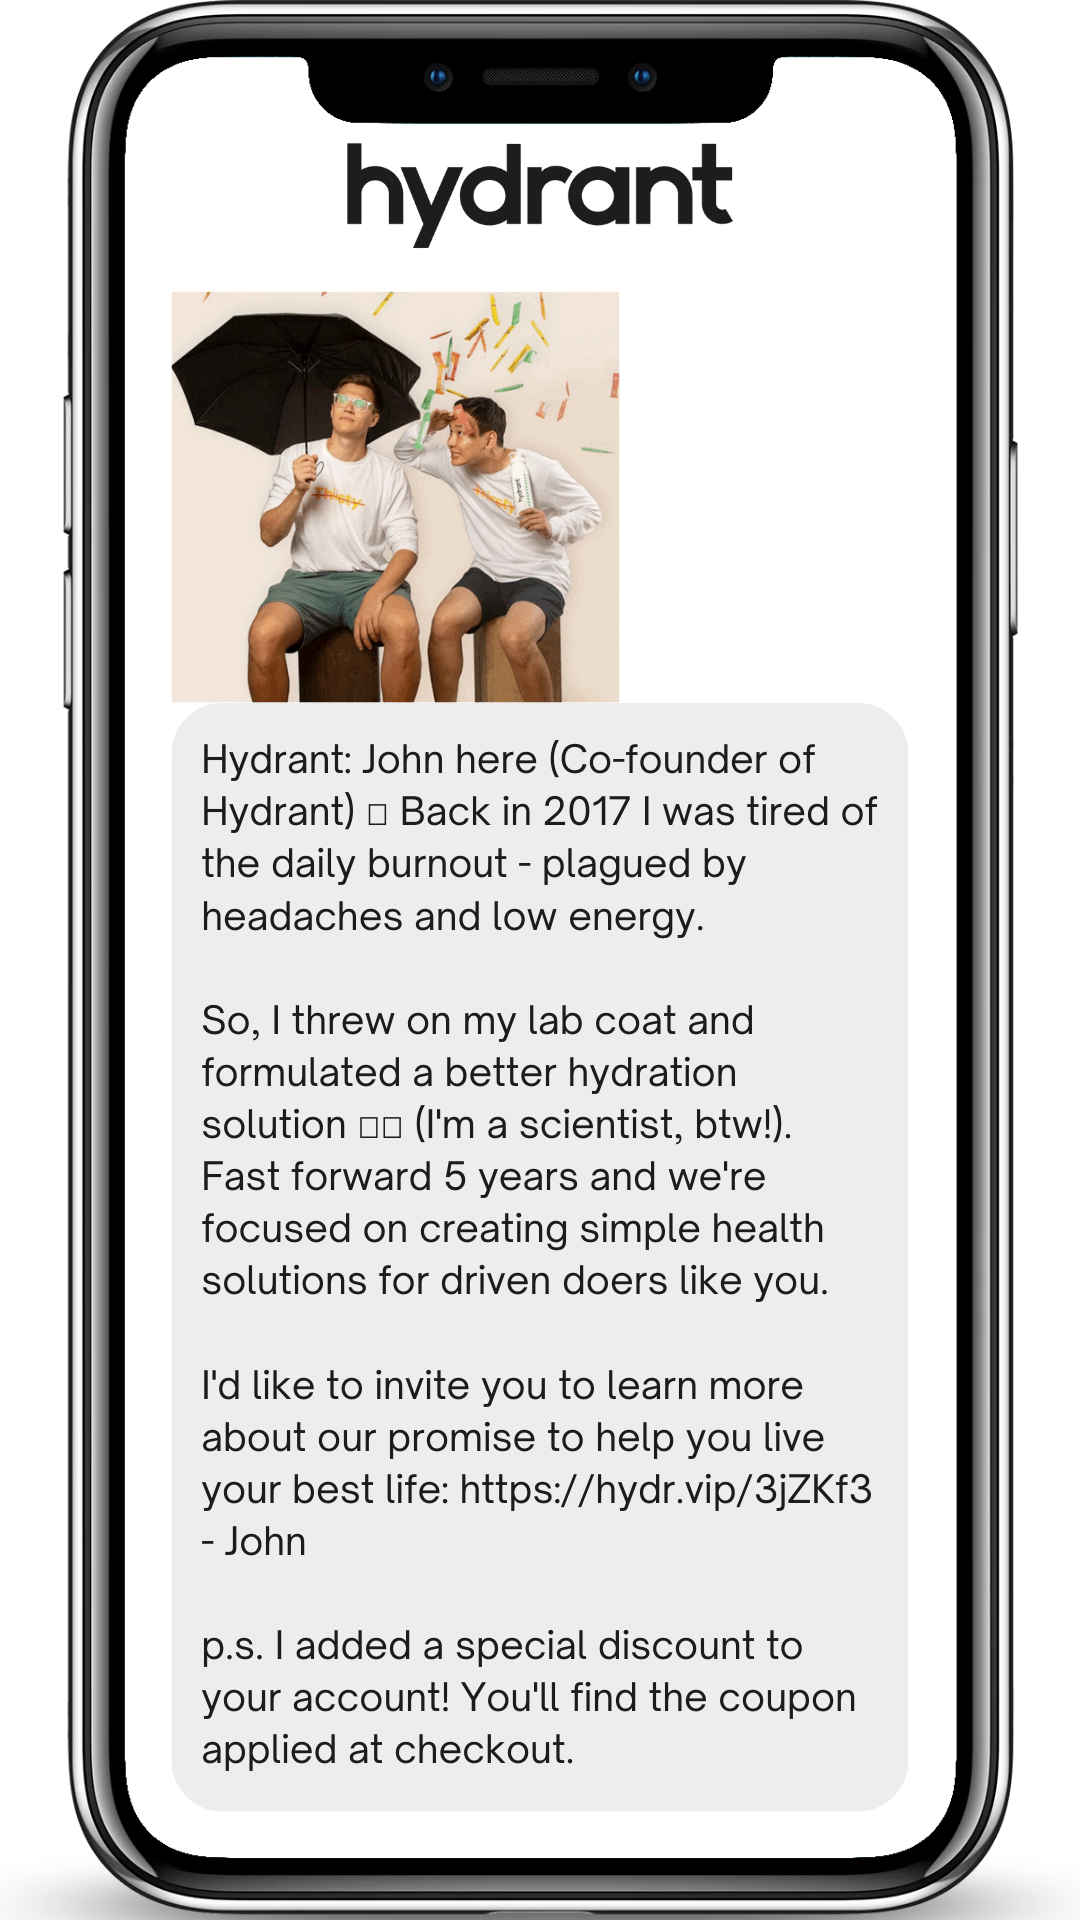 hydrant
Thirsty
Thirsty
hydrant
Hydrant: John here (Co-founder of
Hydrant) □ Back in 2017 I was tired of
the daily burnout - plagued by
headaches and low energy.
So, I threw on my lab coat and
formulated a better hydration
solution □□ (I'm a scientist, btw!).
Fast forward 5 years and we're
focused on creating simple health
solutions for driven doers like you.
I'd like to invite you to learn more
about our promise to help you live
your best life: https://hydr.vip/3jZKf3
- John
p.s. I added a special discount to
your account! You'll find the coupon
applied at checkout.